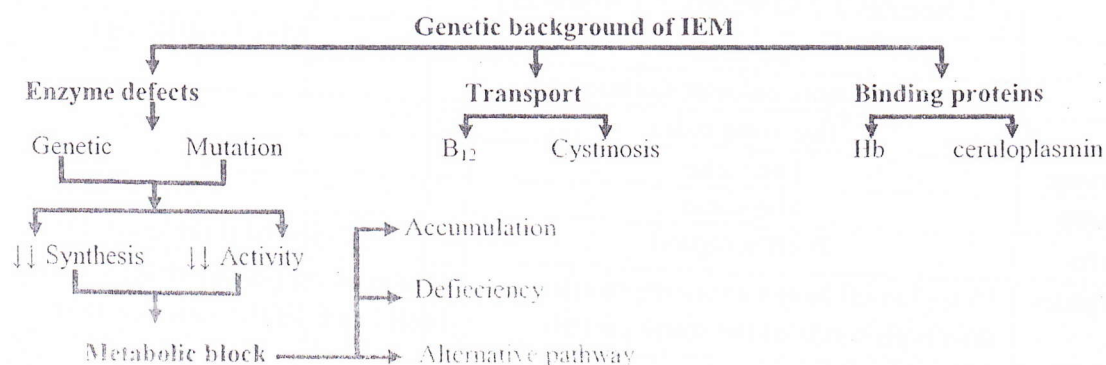 Genetic background of IEM
Enzyme defects Transport Binding proteins
Genetic Mutation B₁₂ Cystinosis Hb ceruloplasmin
Accumulation
↓↓ Synthesis ↓↓ Activity
Defieciency
Metabolic block Alternative pathway